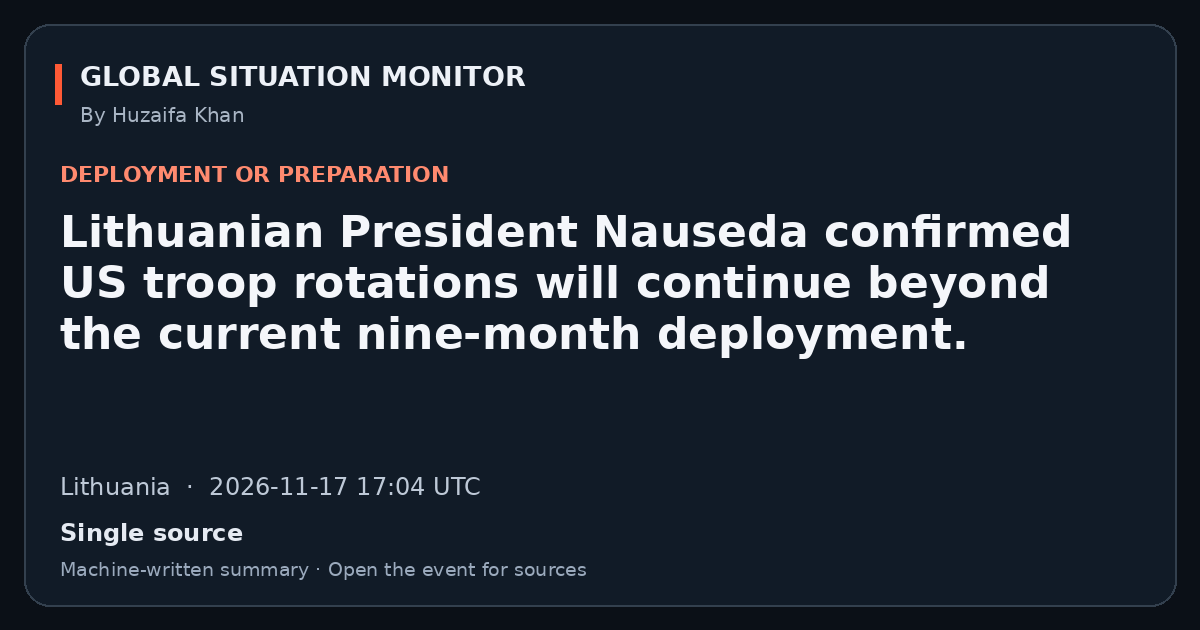 GLOBAL SITUATION MONITOR
By Huzaifa Khan
DEPLOYMENT OR PREPARATION
Lithuanian President Nauseda confirmed
US troop rotations will continue beyond
the current nine-month deployment.
Lithuania · 2026-11-17 17:04 UTC
Single source
Machine-written summary · Open the event for sources